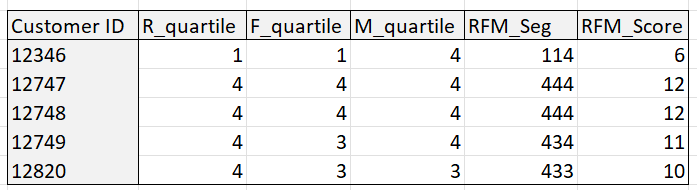 Customer ID R_quartile F_quartile M_quartile RFM_Seg RFM_Score
12346 1 1 4 114 6
12747 4 4 4 444 12
12748 4 4 4 444 12
12749 4 3 4 434 11
12820 4 3 3 433 10